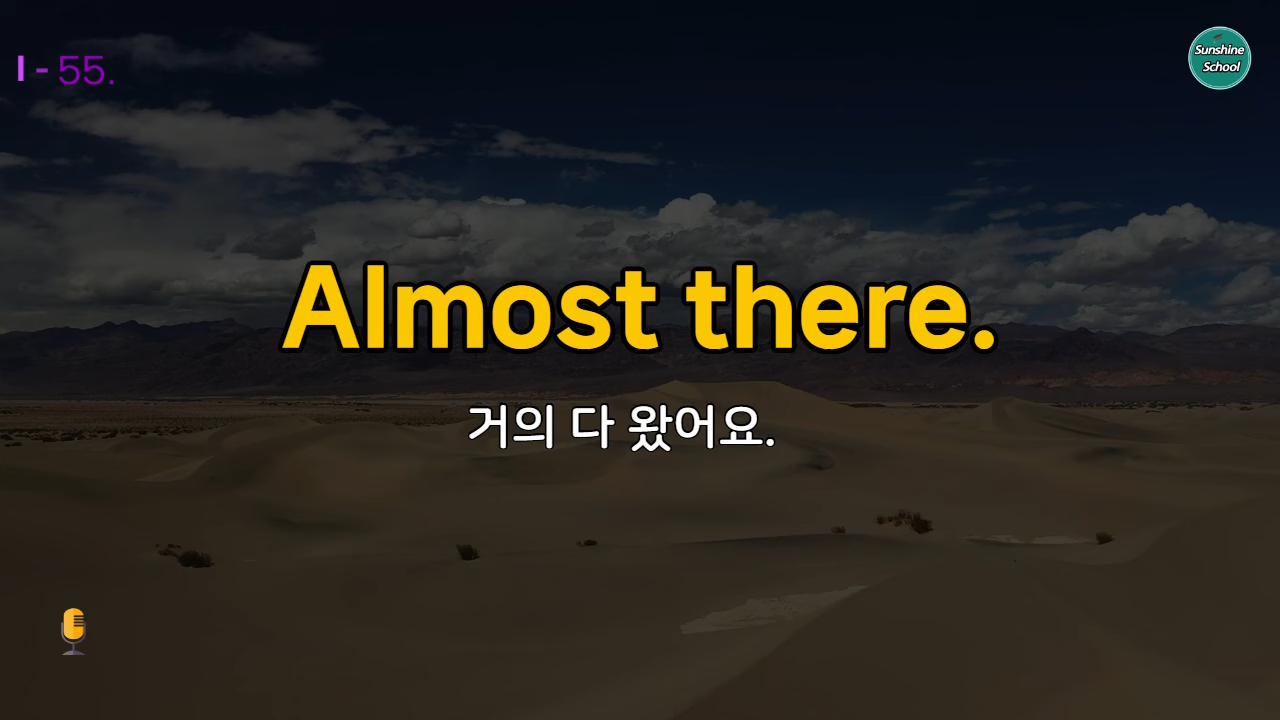 I - 55.
Sunshine
School
Almost there.
거의 다 왔어요.